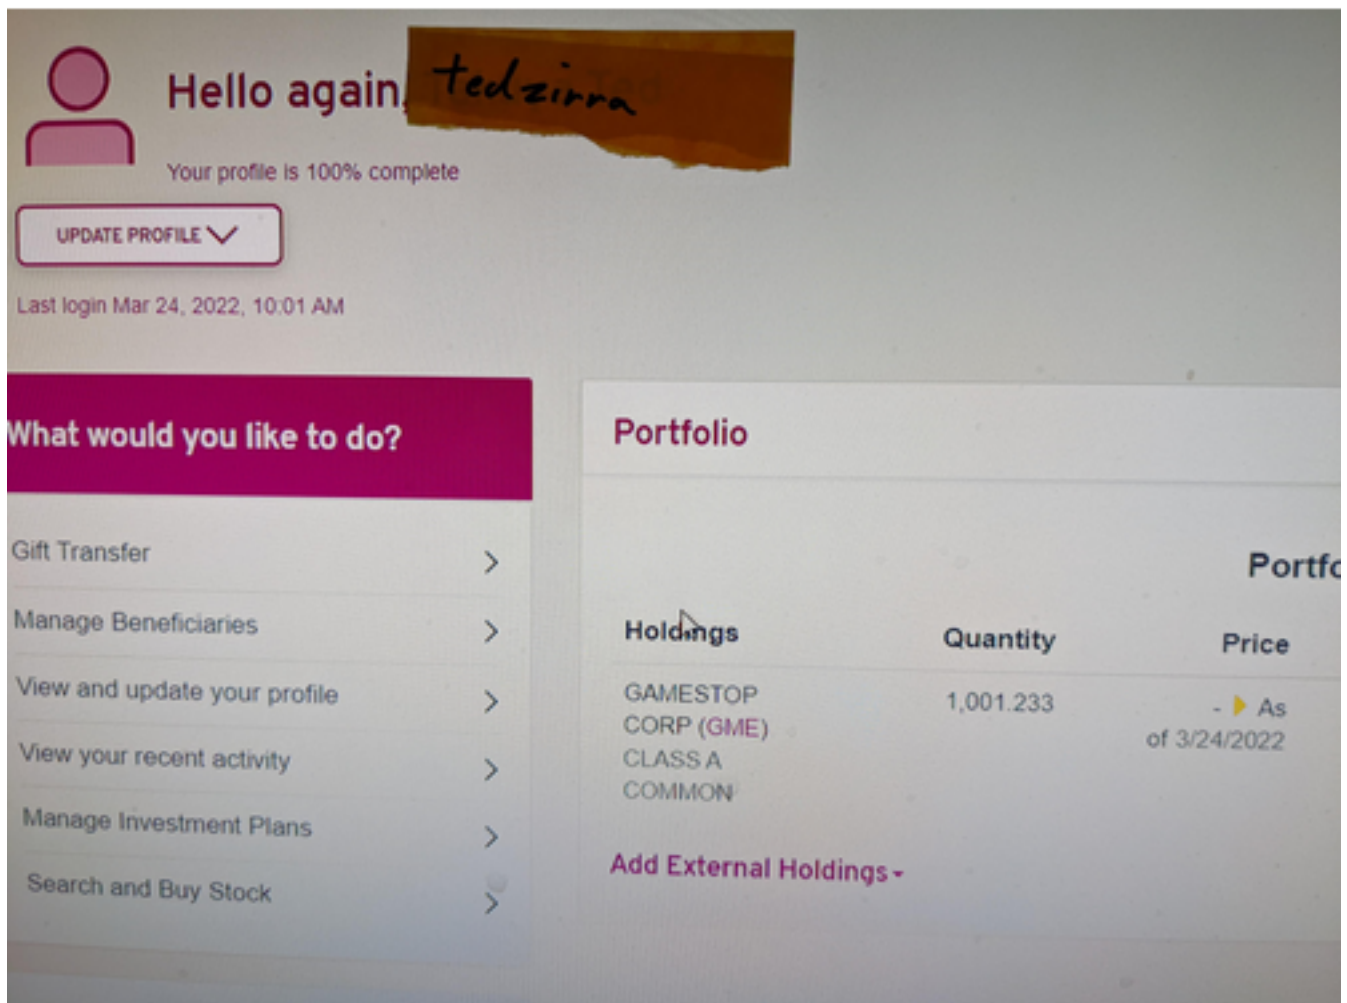 Hello again, tedzirra
Your profile is 100% complete
UPDATE PROFILE
Last login Mar 24, 2022, 10:01 AM
What would you like to do?
Gift Transfer
Manage Beneficiaries
View and update your profile
View your recent activity
Manage Investment Plans
Search and Buy Stock
Portfolio
Portfo
Holdings Quantity Price
GAMESTOP 1,001.233 - As
CORP (GME) of 3/24/2022
CLASS A
COMMON
Add External Holdings